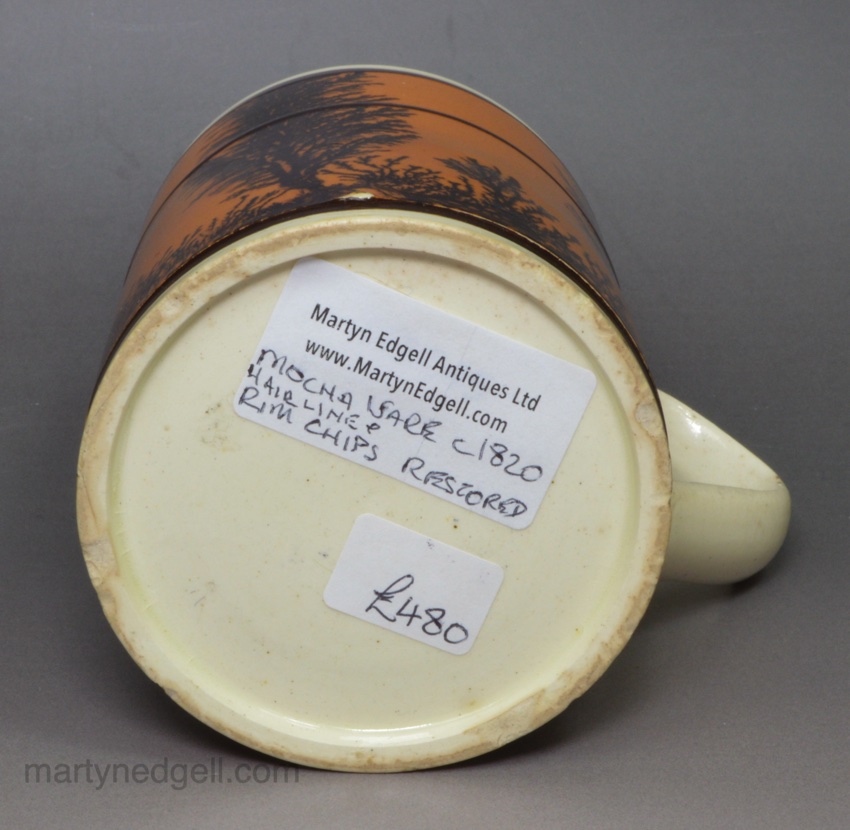 Martyn Edgell Antiques Ltd
www.MartynEdgell.com
MOCHA WARE C1820
HAIRLINE &
RIM CHIPS RESTORED
£480
martynedgell.com